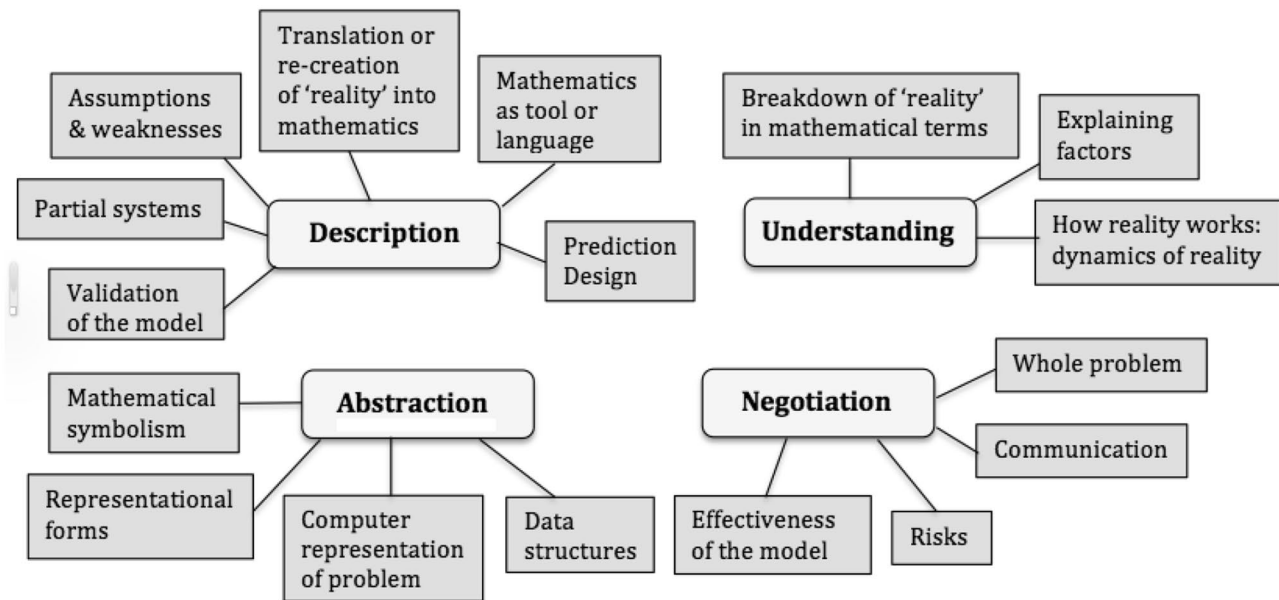 Assumptions
& weaknesses
Translation or
re-creation
of ‘reality’ into
mathematics
Mathematics
as tool or
language
Partial systems
Description
Prediction
Design
Validation
of the model
Breakdown of ‘reality’
in mathematical terms
Explaining
factors
Understanding
How reality works:
dynamics of reality
Mathematical
symbolism
Abstraction
Representational
forms
Computer
representation
of problem
Data
structures
Negotiation
Whole problem
Communication
Effectiveness
of the model
Risks